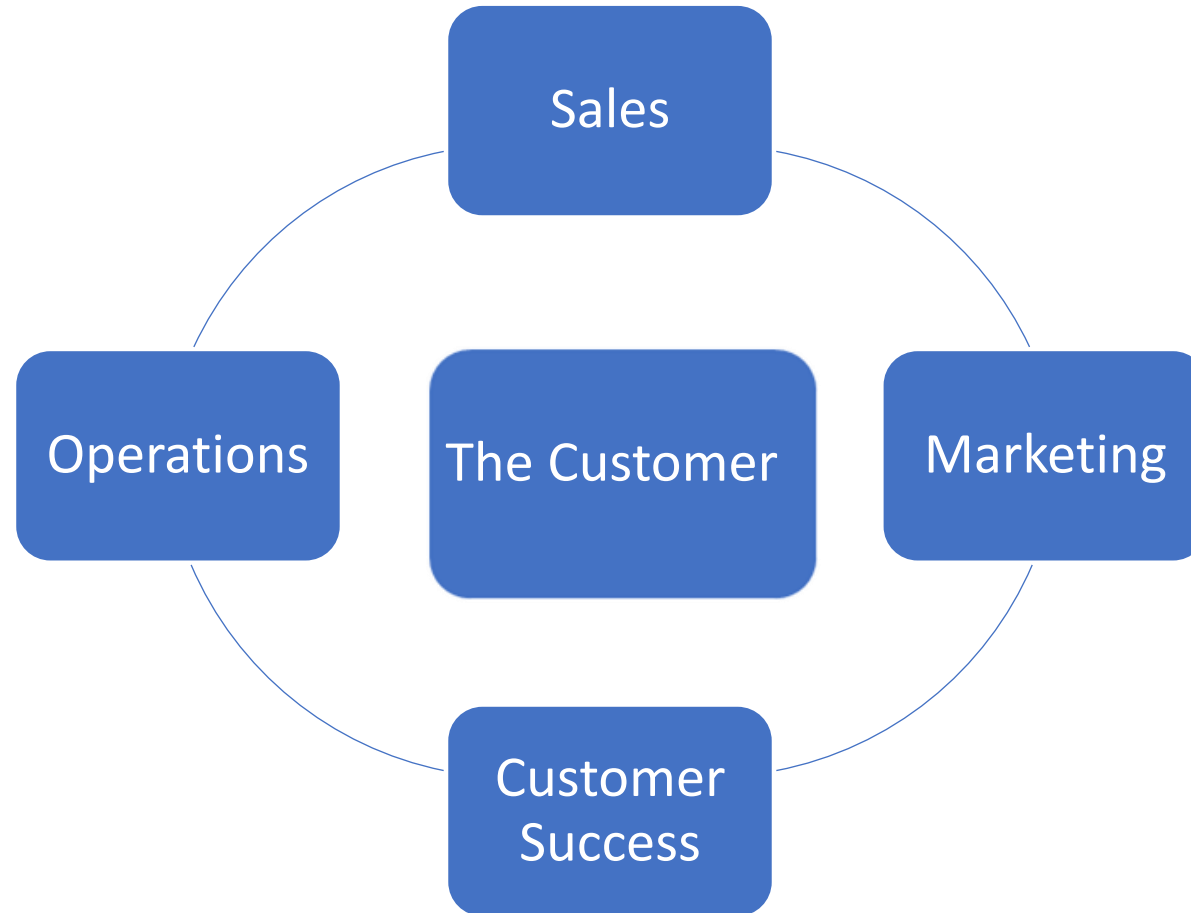 Sales
Operations
The Customer
Marketing
Customer
Success